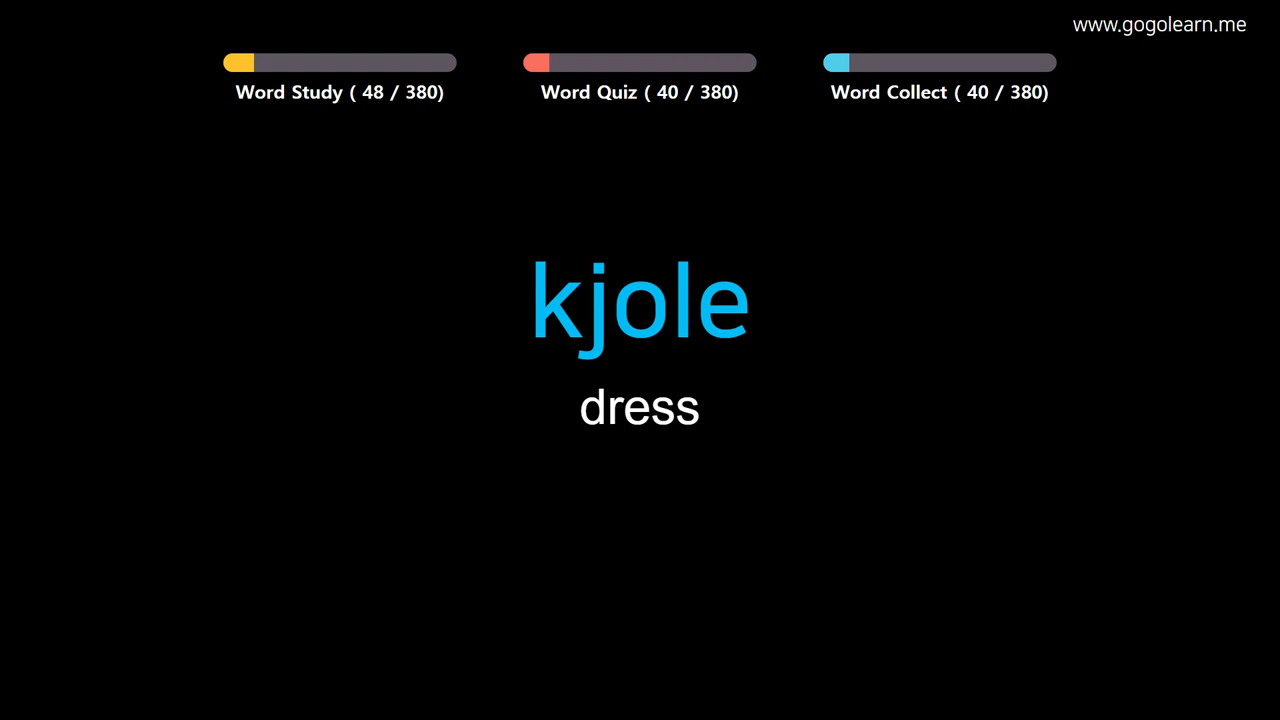 www.gogolearn.me
Word Study ( 48 / 380)
Word Quiz ( 40 / 380)
Word Collect ( 40 / 380)
kjole
dress